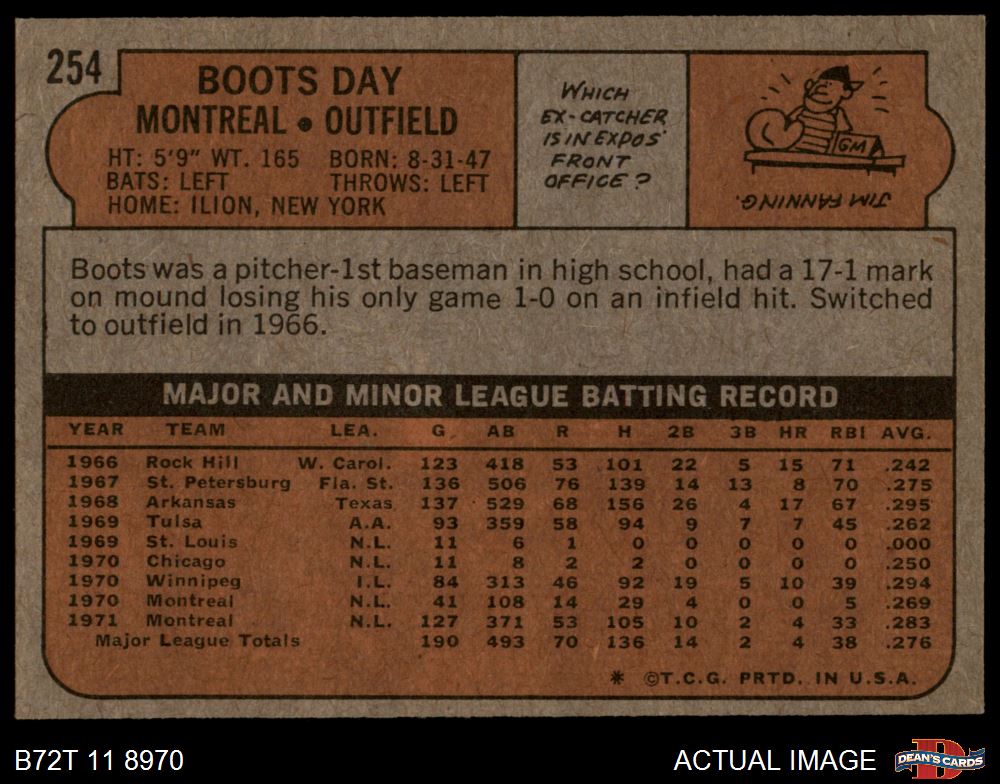 254
BOOTS DAY
MONTREAL • OUTFIELD
HT: 5'9" WT. 165 BORN: 8-31-47
BATS: LEFT THROWS: LEFT
HOME: ILION, NEW YORK
WHICH
EX-CATCHER
IS IN EXPOS'
FRONT
OFFICE?
GM
JIM FANNING.
Boots was a pitcher-1st baseman in high school, had a 17-1 mark
on mound losing his only game 1-0 on an infield hit. Switched
to outfield in 1966.
MAJOR AND MINOR LEAGUE BATTING RECORD
YEAR TEAM LEA. G AB R H 2B 3B HR RBI AVG.
1966 Rock Hill W. Carol. 123 418 53 101 22 5 15 71 .242
1967 St. Petersburg Fla. St. 136 506 76 139 14 13 8 70 .275
1968 Arkansas Texas 137 529 68 156 26 4 17 67 .295
1969 Tulsa A.A. 93 359 58 94 9 7 7 45 .262
1969 St. Louis N.L. 11 6 1 0 0 0 0 0 .000
1970 Chicago N.L. 11 8 2 2 0 0 0 0 .250
1970 Winnipeg I.L. 84 313 46 92 19 5 10 39 .294
1970 Montreal N.L. 41 108 14 29 4 0 0 5 .269
1971 Montreal N.L. 127 371 53 105 10 2 4 33 .283
Major League Totals 190 493 70 136 14 2 4 38 .276
* ©T.C.G. PRTD. IN U.S.A.
B72T 11 8970
ACTUAL IMAGE
DEAN'S CARDS